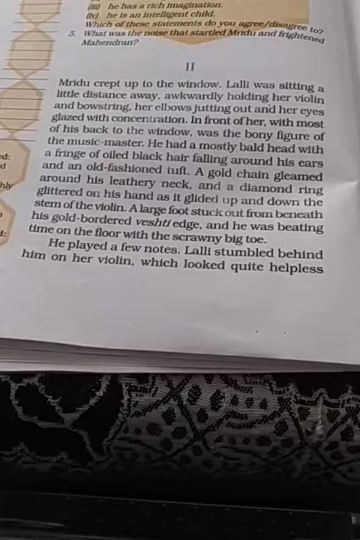 (iii) he has a rich imagination.
(iv) he is an intelligent child.
Which of these statements do you agree/disagree to?
5. What was the noise that startled Mridu and frightened
Mahendran?
II
Mridu crept up to the window. Lalli was sitting a
little distance away, awkwardly holding her violin
and bowstring, her elbows jutting out and her eyes
glazed with concentration. In front of her, with most
of his back to the window, was the bony figure of
the music-master. He had a mostly bald head with
a fringe of oiled black hair falling around his ears
and an old-fashioned tuft. A gold chain gleamed
around his leathery neck, and a diamond ring
glittered on his hand as it glided up and down the
stem of the violin. A large foot stuck out from beneath
his gold-bordered veshti edge, and he was beating
time on the floor with the scrawny big toe.
He played a few notes. Lalli stumbled behind
him on her violin, which looked quite helpless